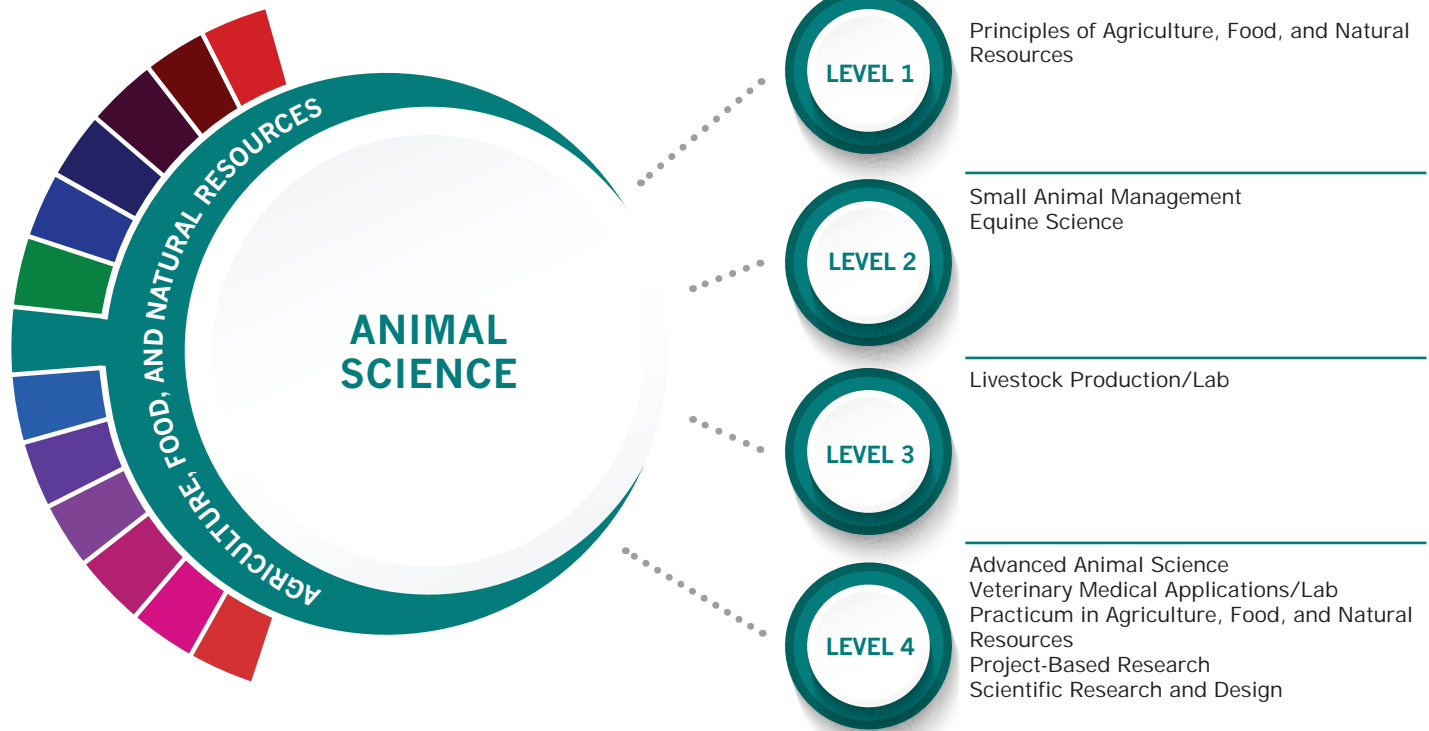 AGRICULTURE, FOOD, AND NATURAL RESOURCES
ANIMAL
SCIENCE
LEVEL 1
Principles of Agriculture, Food, and Natural
Resources
LEVEL 2
Small Animal Management
Equine Science
LEVEL 3
Livestock Production/Lab
LEVEL 4
Advanced Animal Science
Veterinary Medical Applications/Lab
Practicum in Agriculture, Food, and Natural
Resources
Project-Based Research
Scientific Research and Design